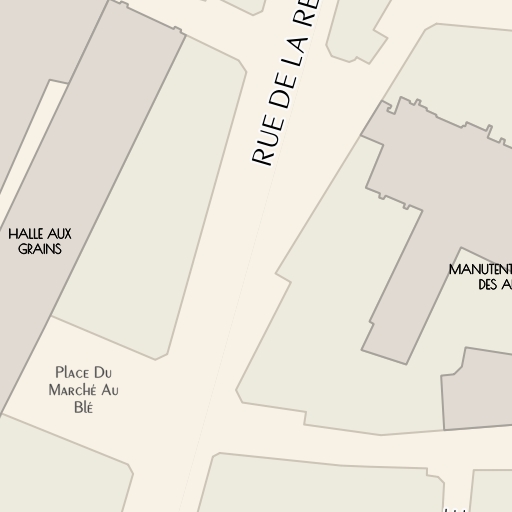 RUE DE LA RE
HALLE AUX
GRAINS
MANUTENT
DES A
Place Du
Marché Au
Blé